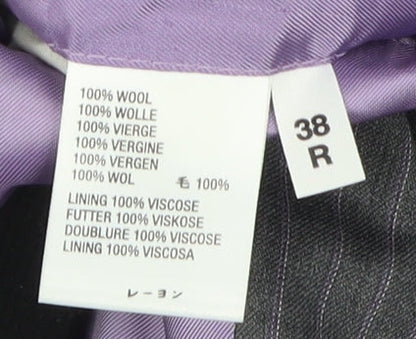 100% WOOL
100% WOLLE
100% VIERGE
100% VERGINE
100% VERGEN
100% WOL 毛 100%
LINING 100% VISCOSE
FUTTER 100% VISKOSE
DOUBLURE 100% VISCOSE
LINING 100% VISCOSA
レーヨン
38
R